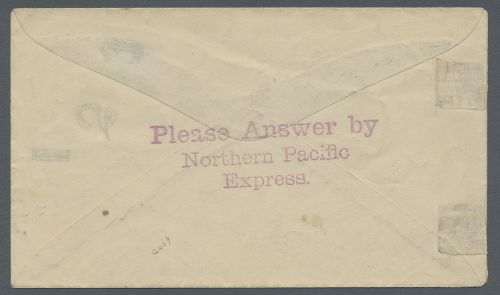 Please Answer by
Northern Pacific
Express.